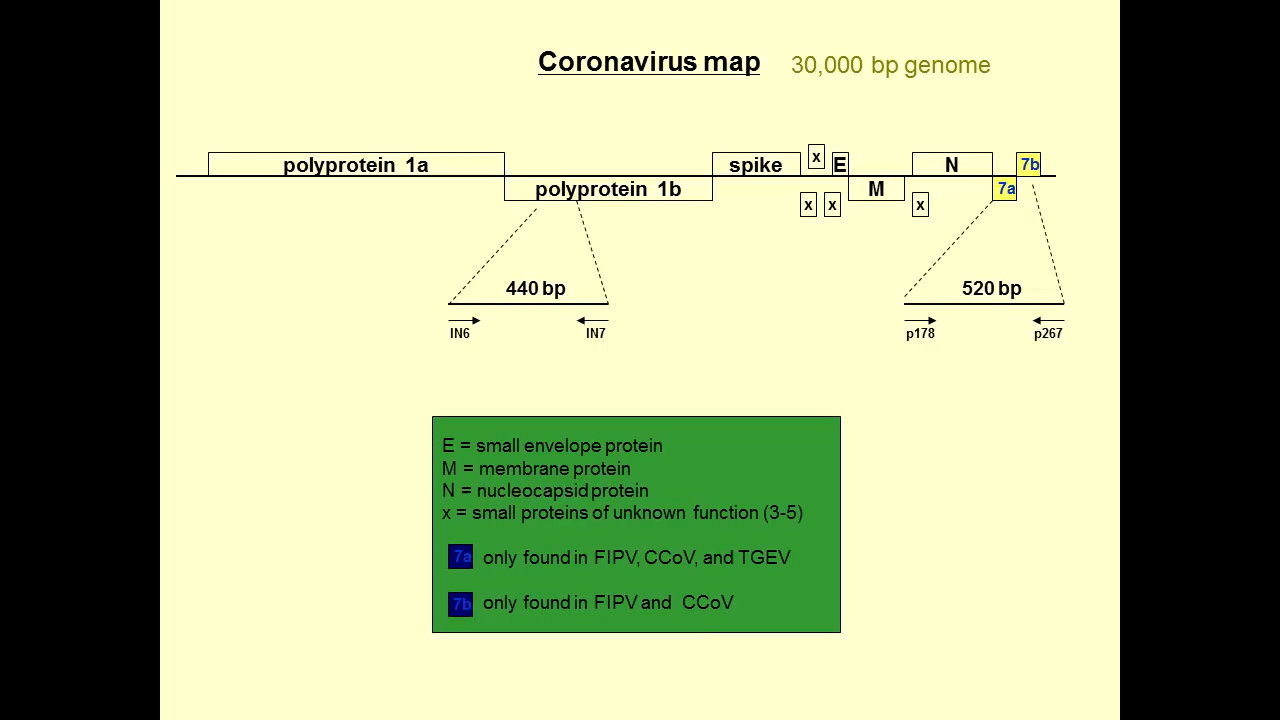 Coronavirus map 30,000 bp genome
polyprotein 1a spike x E N 7b
polyprotein 1b x x M x 7a
440 bp 520 bp
IN6 IN7 p178 p267
E = small envelope protein
M = membrane protein
N = nucleocapsid protein
x = small proteins of unknown function (3-5)
7a only found in FIPV, CCoV, and TGEV
7b only found in FIPV and CCoV